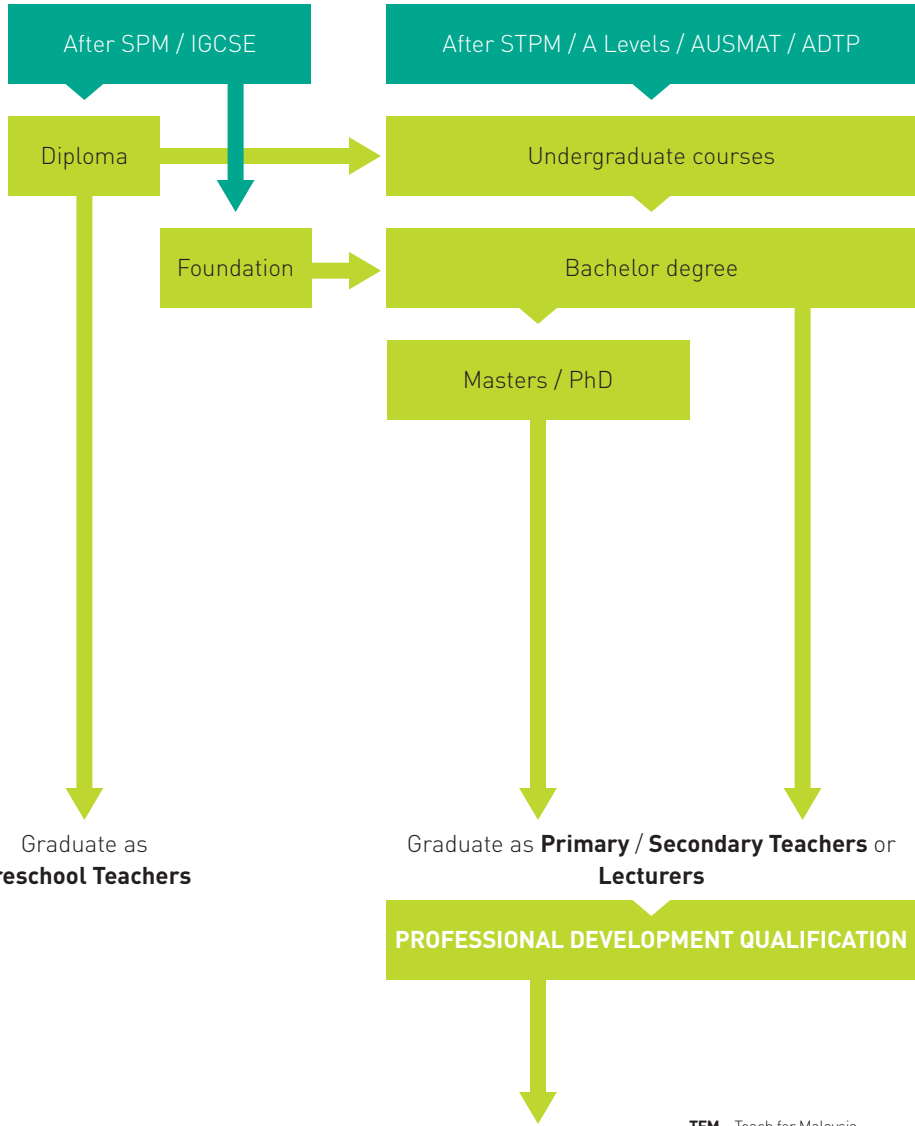 After SPM / IGCSE
After STPM / A Levels / AUSMAT / ADTP
Diploma
Undergraduate courses
Foundation
Bachelor degree
Masters / PhD
Graduate as
reschool Teachers
Graduate as Primary / Secondary Teachers or
Lecturers
PROFESSIONAL DEVELOPMENT QUALIFICATION